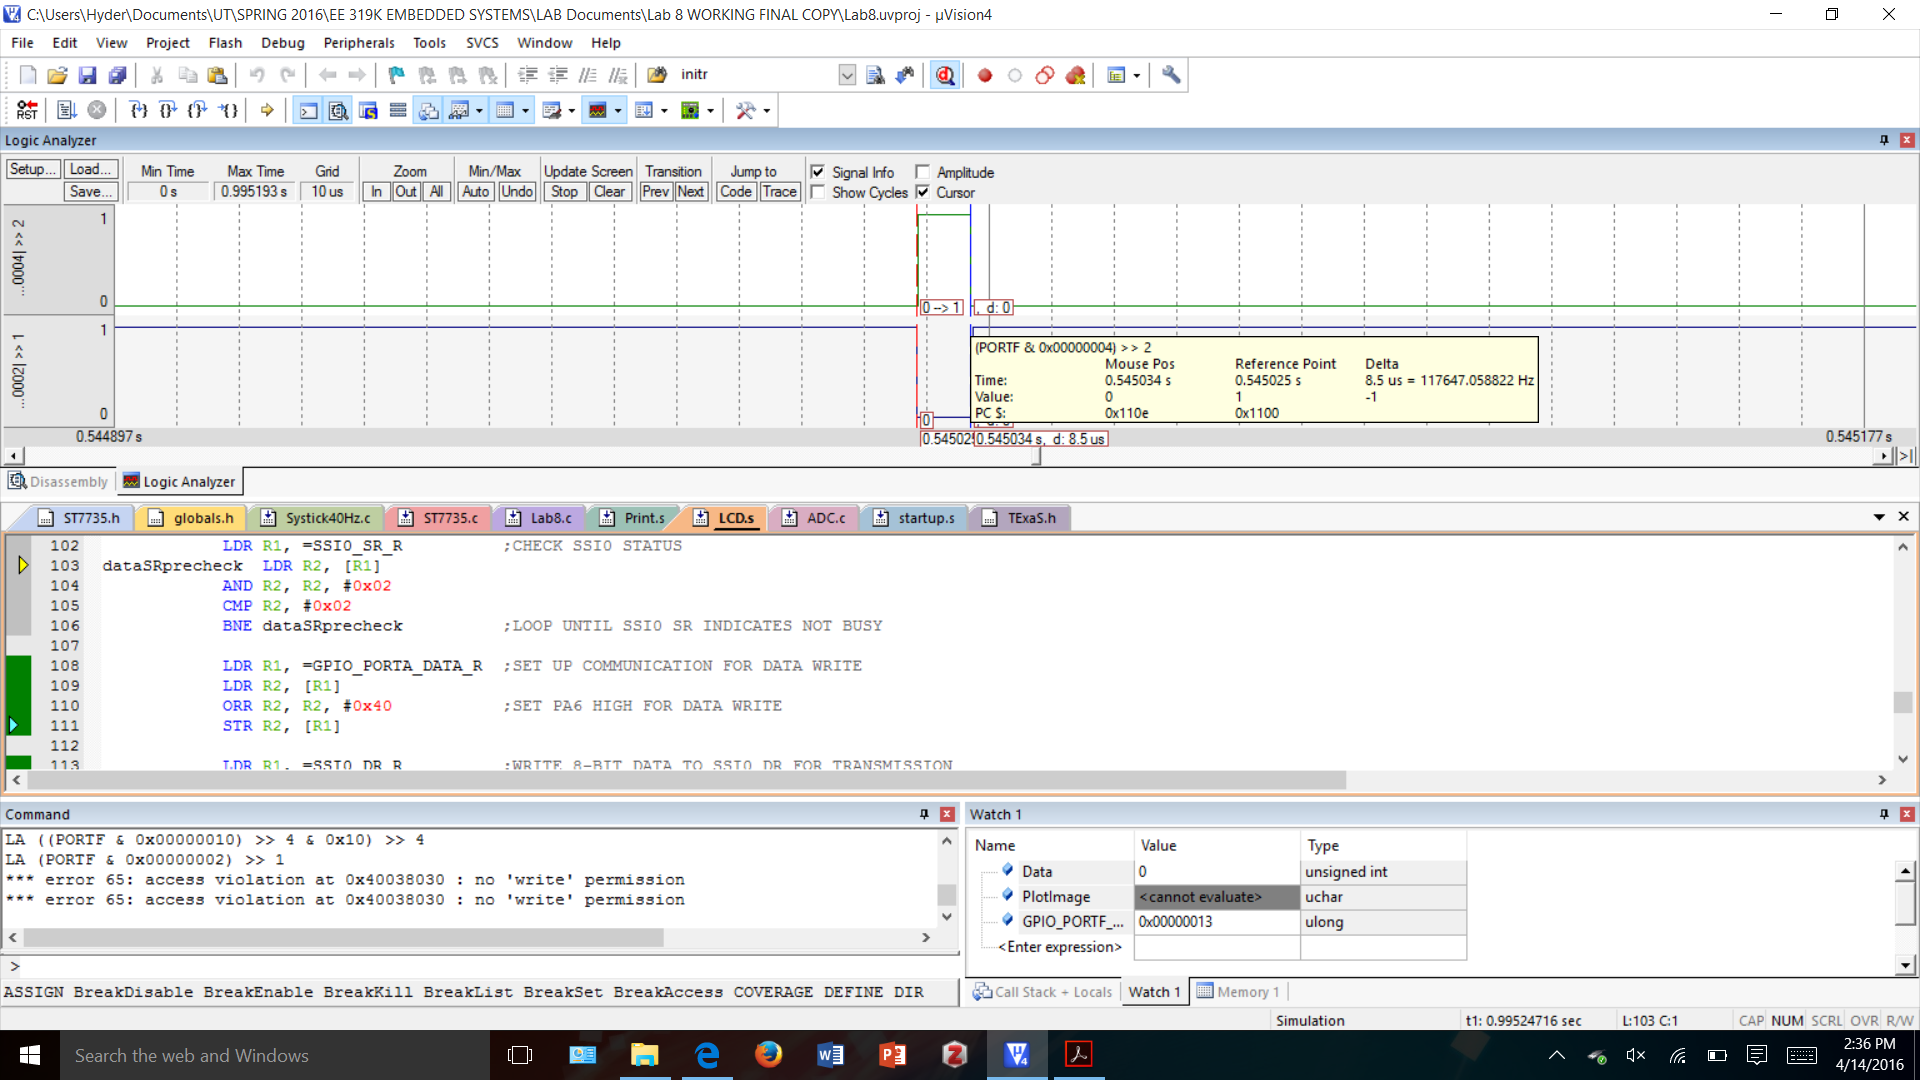 C:\Users\Hyder\Documents\UT\SPRING 2016\EE 319K EMBEDDED SYSTEMS\LAB Documents\Lab 8 WORKING FINAL COPY\Lab8.uvproj - µVision4
File Edit View Project Flash Debug Peripherals Tools SVCS Window Help
initr
RST
Logic Analyzer
Setup... Load... Min Time Max Time Grid Zoom Min/Max Update Screen Transition Jump to Signal Info Amplitude
Save... 0 s 0.995193 s 10 us In Out All Auto Undo Stop Clear Prev Next Code Trace Show Cycles Cursor
...0004) >> 2
1
0
0 --> 1 , d: 0
...0002) >> 1
1
0
0
(PORTF & 0x00000004) >> 2
Mouse Pos Reference Point Delta
Time: 0.545034 s 0.545025 s 8.5 us = 117647.058822 Hz
Value: 0 1 -1
PC $: 0x110e 0x1100
0.544897 s 0.54502 0.545034 s, d: 8.5 us 0.545177 s
Disassembly Logic Analyzer
ST7735.h globals.h Systick40Hz.c ST7735.c Lab8.c Print.s LCD.s ADC.c startup.s TExaS.h
102 LDR R1, =SSI0_SR_R ;CHECK SSI0 STATUS
103 dataSRprecheck LDR R2, [R1]
104 AND R2, R2, #0x02
105 CMP R2, #0x02
106 BNE dataSRprecheck ;LOOP UNTIL SSI0 SR INDICATES NOT BUSY
107
108 LDR R1, =GPIO_PORTA_DATA_R ;SET UP COMMUNICATION FOR DATA WRITE
109 LDR R2, [R1]
110 ORR R2, R2, #0x40 ;SET PA6 HIGH FOR DATA WRITE
111 STR R2, [R1]
112
113 LDR R1, =SSI0_DR_R ;WRITE 8-BIT DATA TO SSI0 DR FOR TRANSMISSION
Command
LA ((PORTF & 0x00000010) >> 4 & 0x10) >> 4
LA (PORTF & 0x00000002) >> 1
*** error 65: access violation at 0x40038030 : no 'write' permission
*** error 65: access violation at 0x40038030 : no 'write' permission
>
ASSIGN BreakDisable BreakEnable BreakKill BreakList BreakSet BreakAccess COVERAGE DEFINE DIR
Watch 1
Name Value Type
Data 0 unsigned int
PlotImage <cannot evaluate> uchar
GPIO_PORTF_... 0x00000013 ulong
<Enter expression>
Call Stack + Locals Watch 1 Memory 1
Simulation t1: 0.99524716 sec L:103 C:1 CAP NUM SCRL OVR R/W
Search the web and Windows
2:36 PM
4/14/2016